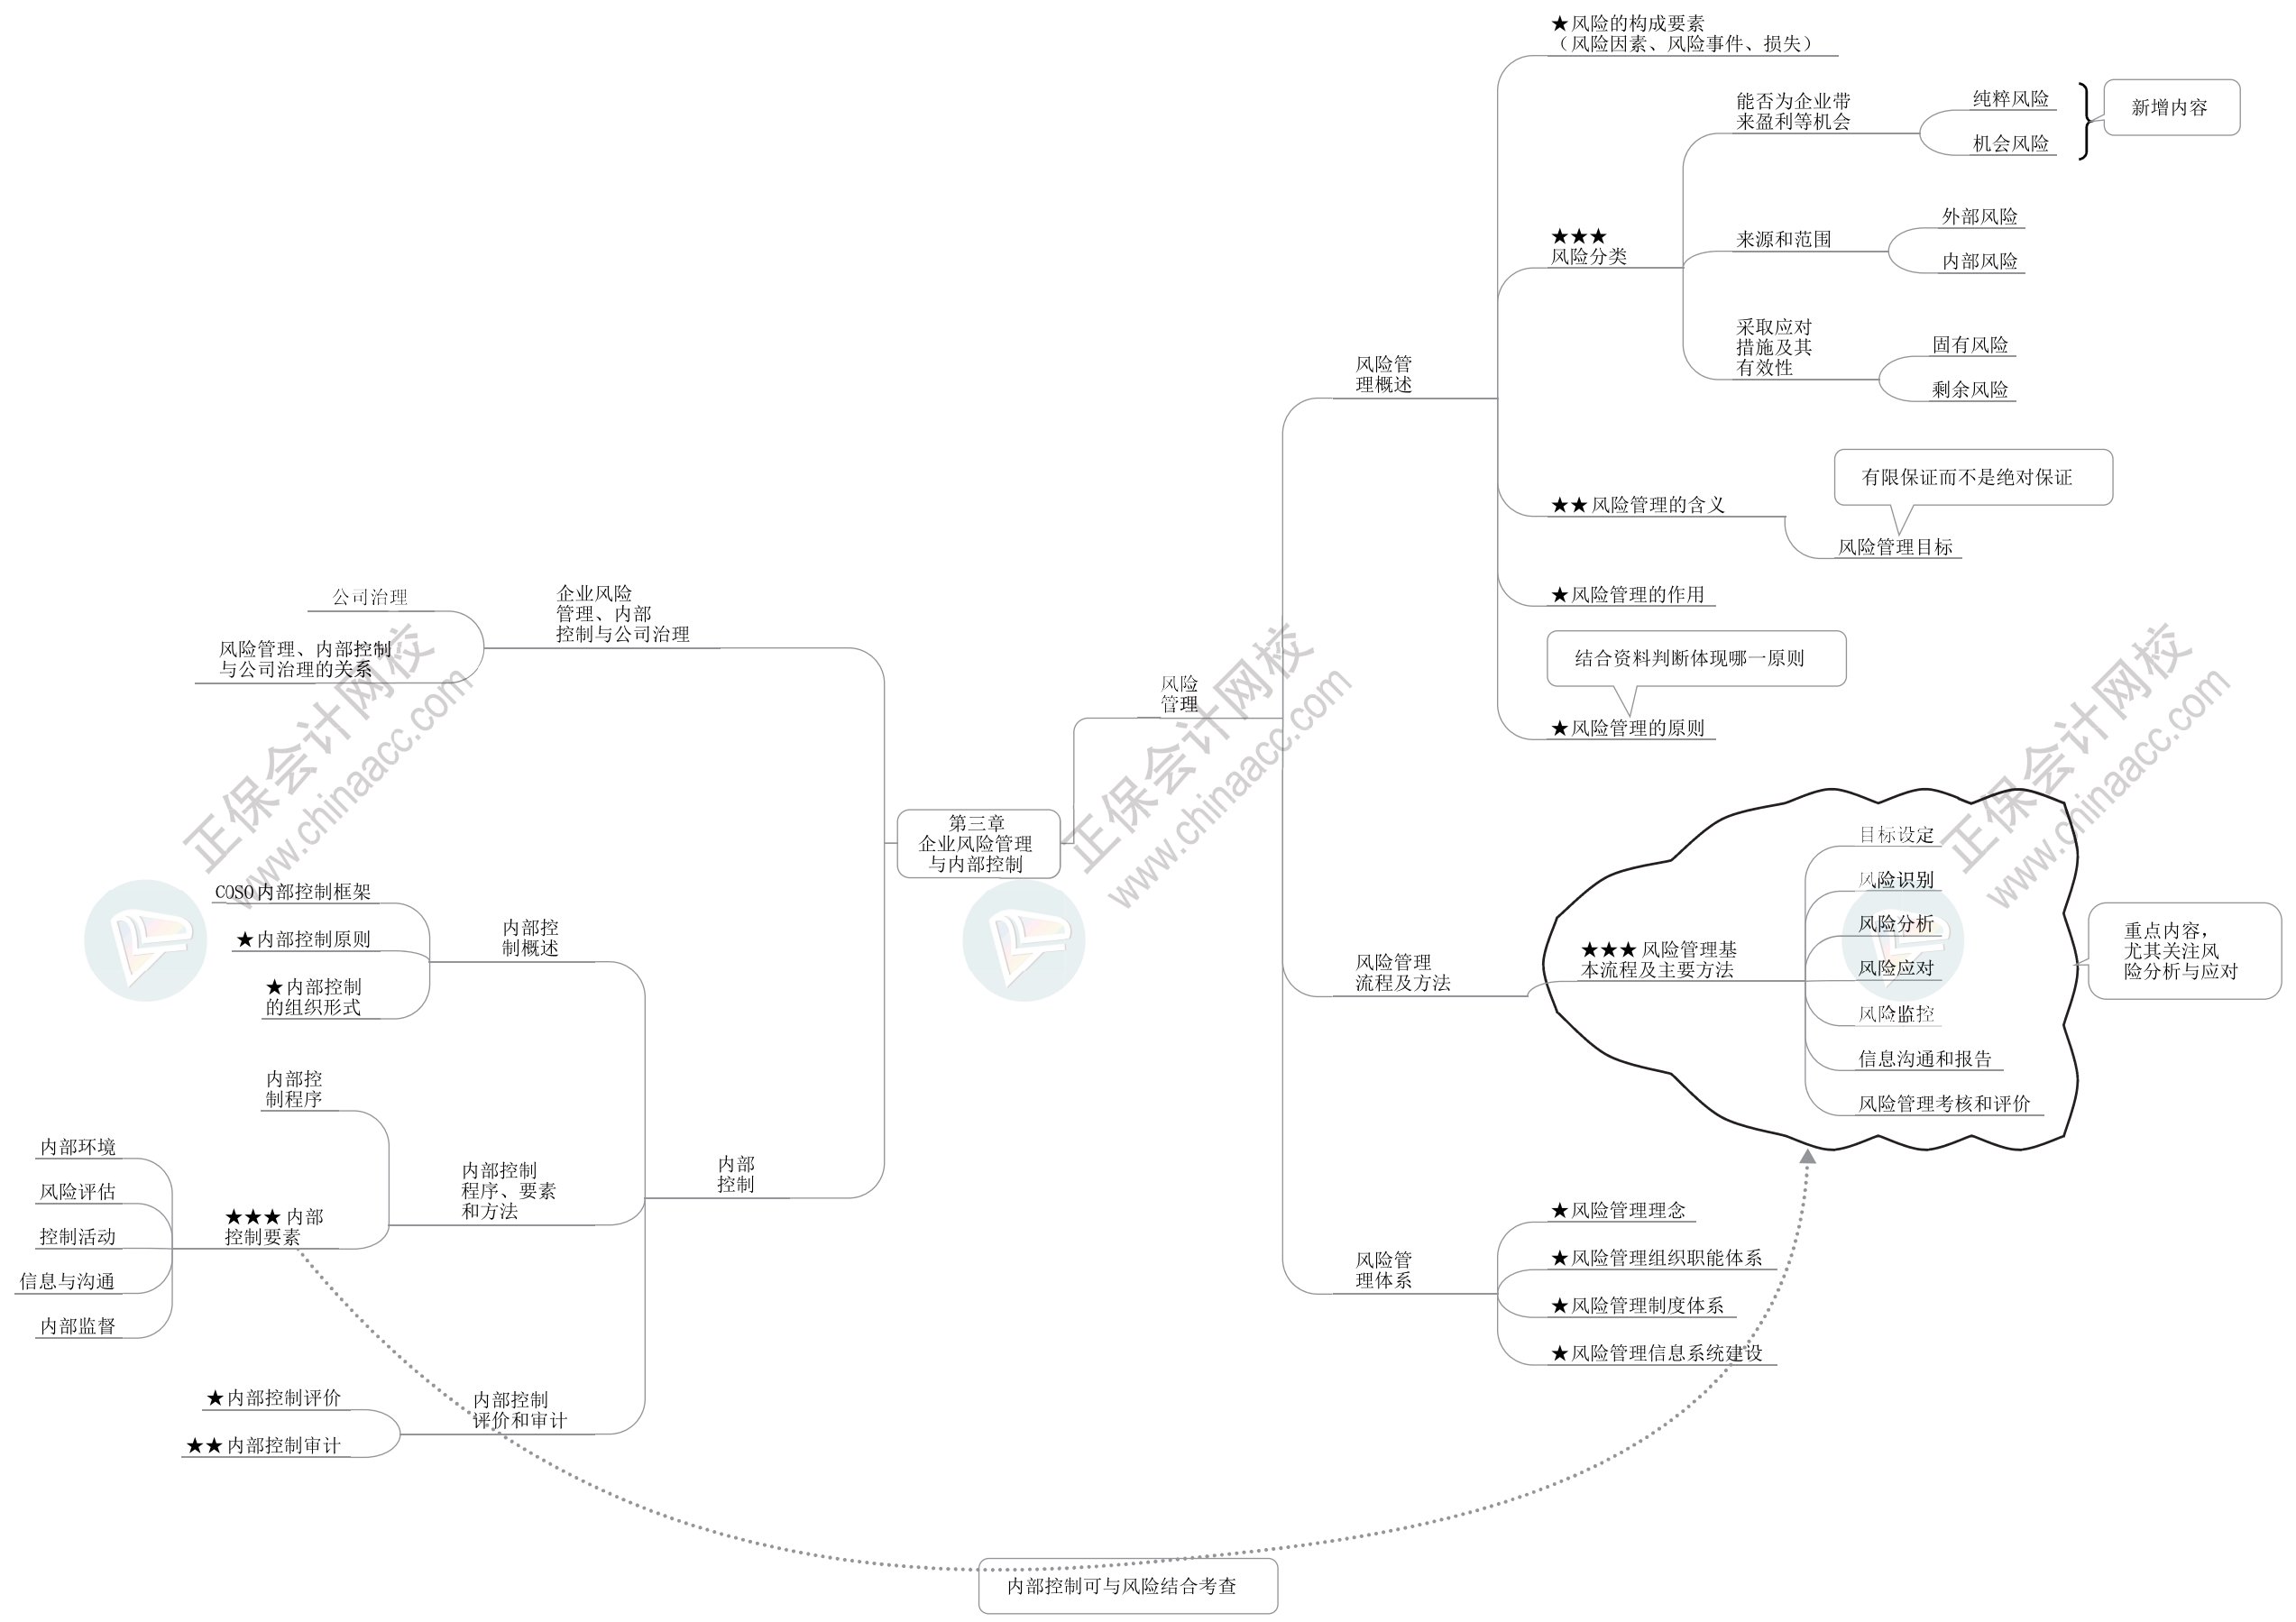 第三章
企业风险管理
与内部控制
风险
管理
风险管
理概述
★风险的构成要素
（风险因素、风险事件、损失）
★★★
风险分类
能否为企业带
来盈利等机会
纯粹风险
机会风险
新增内容
来源和范围
外部风险
内部风险
采取应对
措施及其
有效性
固有风险
剩余风险
★★风险管理的含义
有限保证而不是绝对保证
风险管理目标
★风险管理的作用
结合资料判断体现哪一原则
★风险管理的原则
风险管理
流程及方法
★★★风险管理基
本流程及主要方法
目标设定
风险识别
风险分析
风险应对
风险监控
信息沟通和报告
风险管理考核和评价
重点内容，
尤其关注风
险分析与应对
风险管
理体系
★风险管理理念
★风险管理组织职能体系
★风险管理制度体系
★风险管理信息系统建设
企业风险
管理、内部
控制与公司治理
公司治理
风险管理、内部控制
与公司治理的关系
内部
控制
内部控
制概述
COSO内部控制框架
★内部控制原则
★内部控制
的组织形式
内部控制
程序、要素
和方法
内部控
制程序
★★★内部
控制要素
内部环境
风险评估
控制活动
信息与沟通
内部监督
内部控制
评价和审计
★内部控制评价
★★内部控制审计
内部控制可与风险结合考查
正保会计网校
www.chinaacc.com
正保会计网校
www.chinaacc.com
正保会计网校
www.chinaacc.com